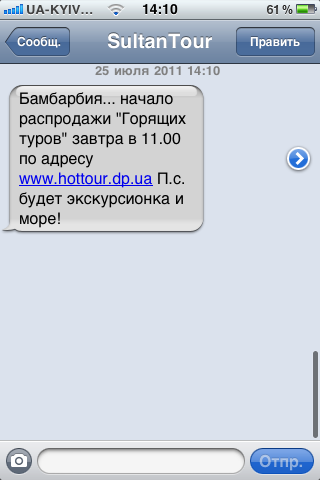 UA-KYIV... 14:10 61 %
Сообщ. SultanTour Править
25 июля 2011 14:10
Бамбарбия... начало
распродажи "Горящих
туров" завтра в 11.00
по адресу
www.hottour.dp.ua П.с.
будет экскурсионка и
море!
Отпр.